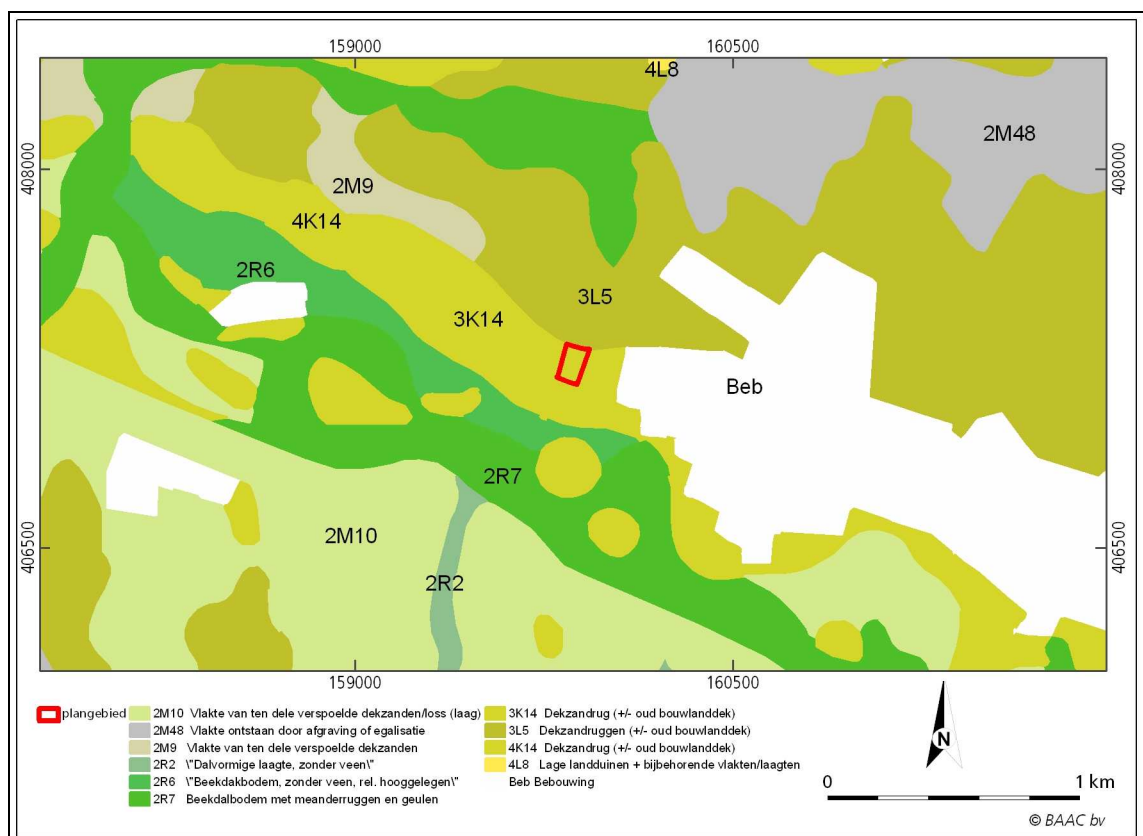 159000
160500
4L8
2M48
408000
408000
2M9
4K14
2R6
3L5
3K14
Beb
2R7
2M10
406500
406500
2R2
159000
160500
plangebied
2M10 Vlakte van ten dele verspoelde dekzanden/loss (laag)
2M48 Vlakte ontstaan door afgraving of egalisatie
2M9 Vlakte van ten dele verspoelde dekzanden
2R2 \"Dalvormige laagte, zonder veen\"
2R6 \"Beekdakbodem, zonder veen, rel. hooggelegen\"
2R7 Beekdalbodem met meanderruggen en geulen
3K14 Dekzandrug (+/- oud bouwlanddek)
3L5 Dekzandruggen (+/- oud bouwlanddek)
4K14 Dekzandrug (+/- oud bouwlanddek)
4L8 Lage landduinen + bijbehorende vlakten/laagten
Beb Bebouwing
N
0 1 km
© BAAC bv